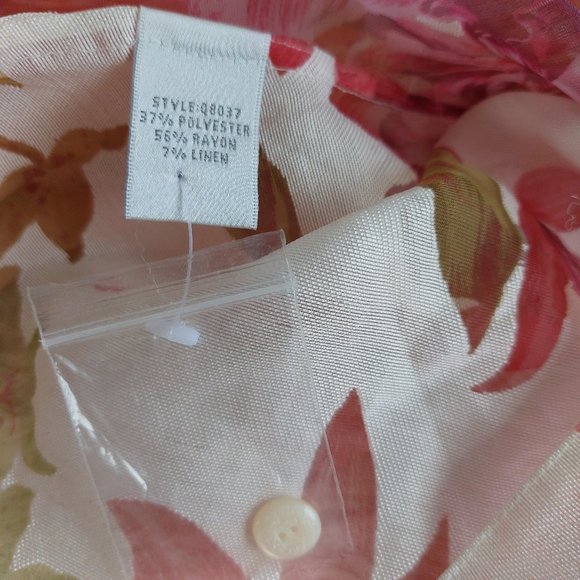 STYLE:Q8037
37% POLYESTER
56% RAYON
7% LINEN